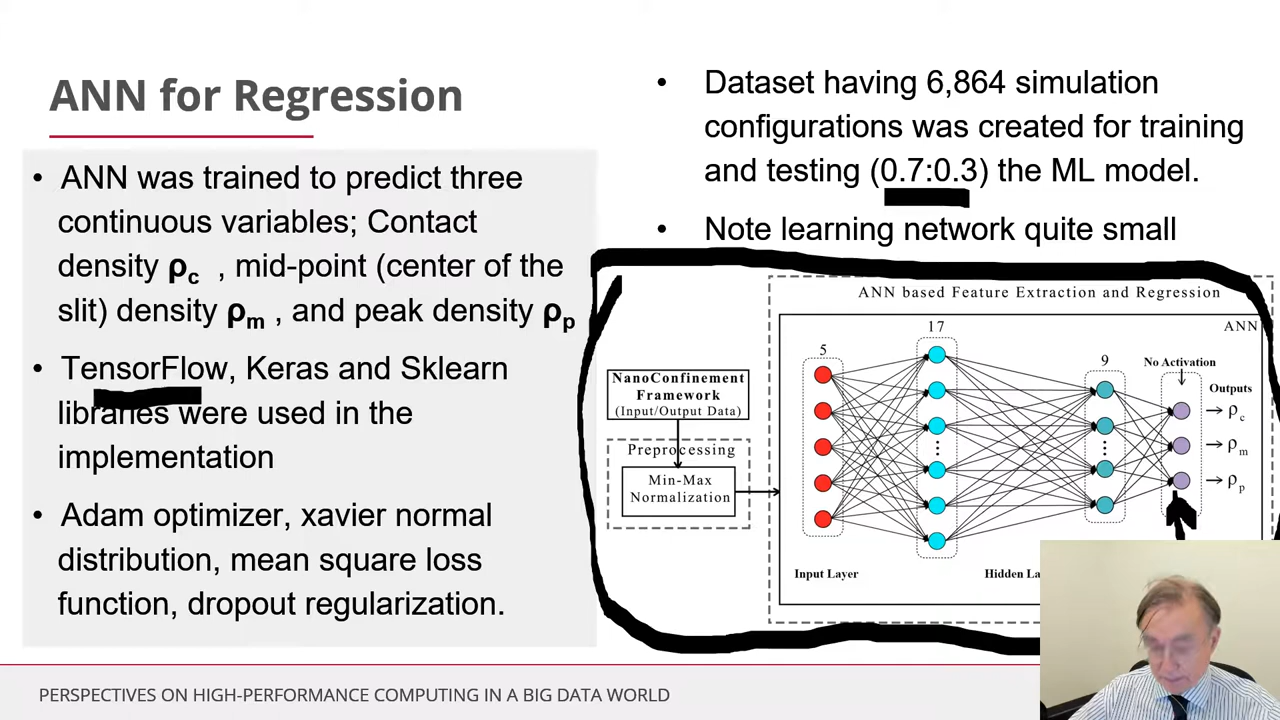 ANN for Regression
• ANN was trained to predict three
continuous variables; Contact
density ρc , mid-point (center of the
slit) density ρm , and peak density ρp
• TensorFlow, Keras and Sklearn
libraries were used in the
implementation
• Adam optimizer, xavier normal
distribution, mean square loss
function, dropout regularization.
• Dataset having 6,864 simulation
configurations was created for training
and testing (0.7:0.3) the ML model.
• Note learning network quite small
ANN based Feature Extraction and Regression
ANN
17
5
9
No Activation
Outputs
NanoConfinement
Framework
(Input/Output Data)
Preprocessing
Min-Max
Normalization
ρc
ρm
ρp
Input Layer
Hidden
PERSPECTIVES ON HIGH-PERFORMANCE COMPUTING IN A BIG DATA WORLD